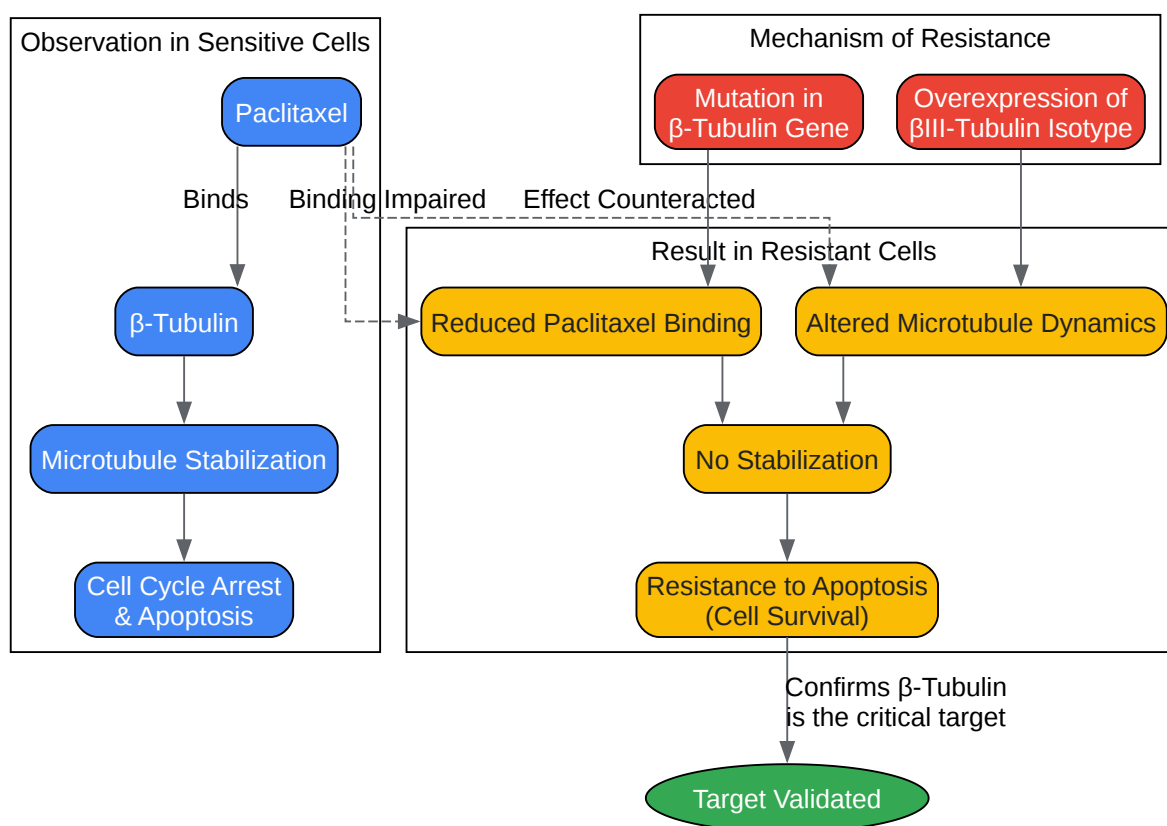 Observation in Sensitive Cells
Paclitaxel
Binds
β-Tubulin
Microtubule Stabilization
Cell Cycle Arrest
& Apoptosis
Mechanism of Resistance
Mutation in
β-Tubulin Gene
Overexpression of
βIII-Tubulin Isotype
Binding Impaired
Effect Counteracted
Result in Resistant Cells
Reduced Paclitaxel Binding
Altered Microtubule Dynamics
No Stabilization
Resistance to Apoptosis
(Cell Survival)
Confirms β-Tubulin
is the critical target
Target Validated